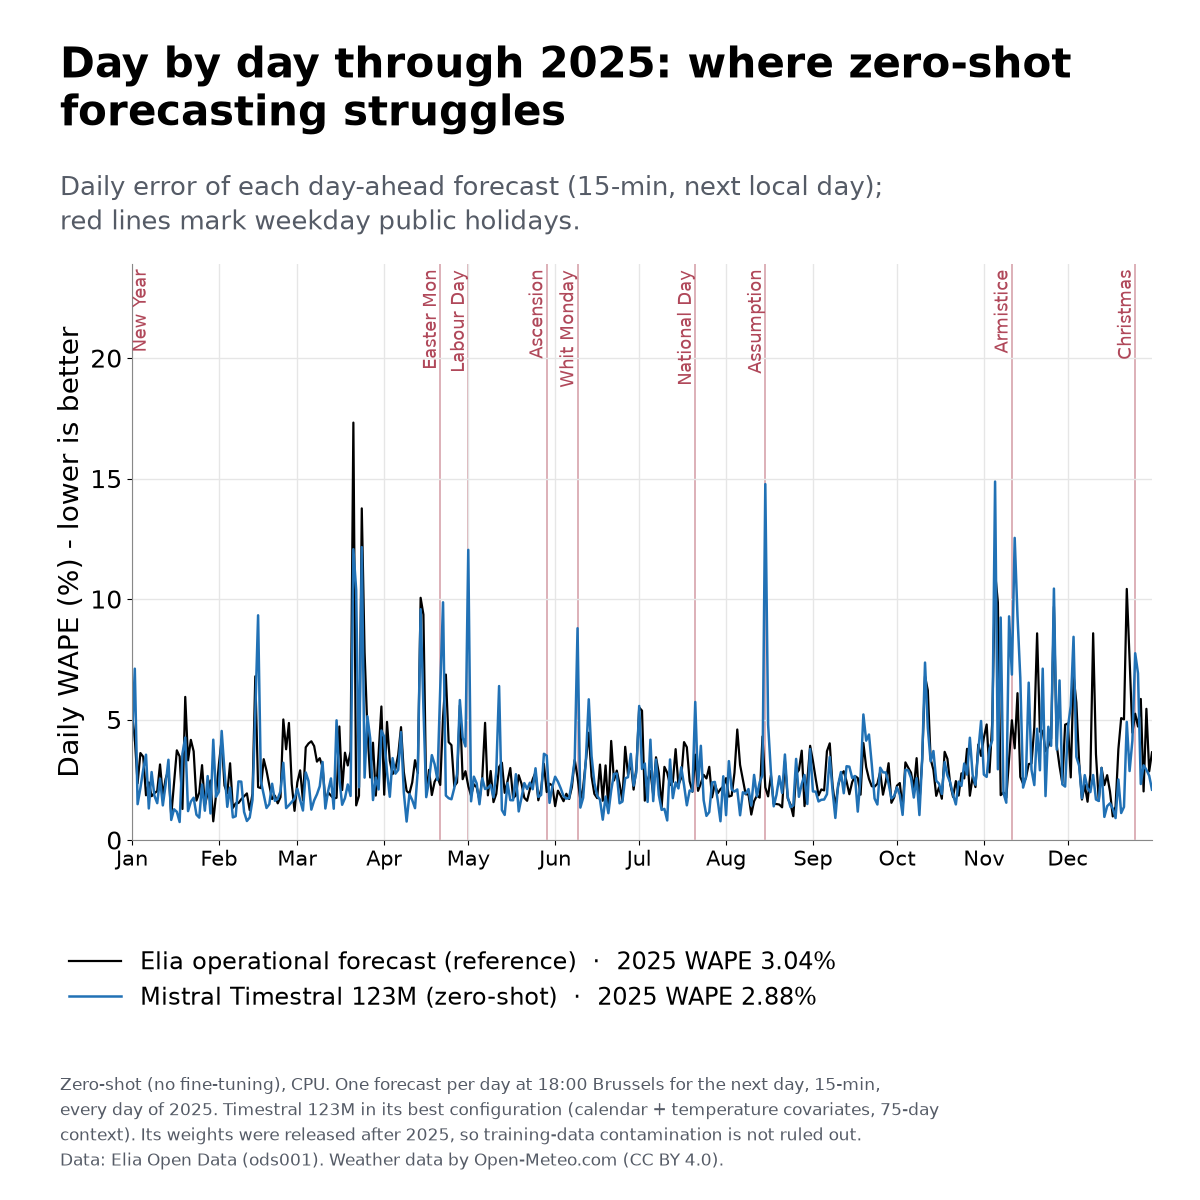 Day by day through 2025: where zero-shot
forecasting struggles
Daily error of each day-ahead forecast (15-min, next local day);
red lines mark weekday public holidays.
New Year
Easter Mon
Labour Day
Ascension
Whit Monday
National Day
Assumption
Armistice
Christmas
Daily WAPE (%) - lower is better
20
15
10
5
0
Jan Feb Mar Apr May Jun Jul Aug Sep Oct Nov Dec
Elia operational forecast (reference) · 2025 WAPE 3.04%
Mistral Timestral 123M (zero-shot) · 2025 WAPE 2.88%
Zero-shot (no fine-tuning), CPU. One forecast per day at 18:00 Brussels for the next day, 15-min,
every day of 2025. Timestral 123M in its best configuration (calendar + temperature covariates, 75-day
context). Its weights were released after 2025, so training-data contamination is not ruled out.
Data: Elia Open Data (ods001). Weather data by Open-Meteo.com (CC BY 4.0).